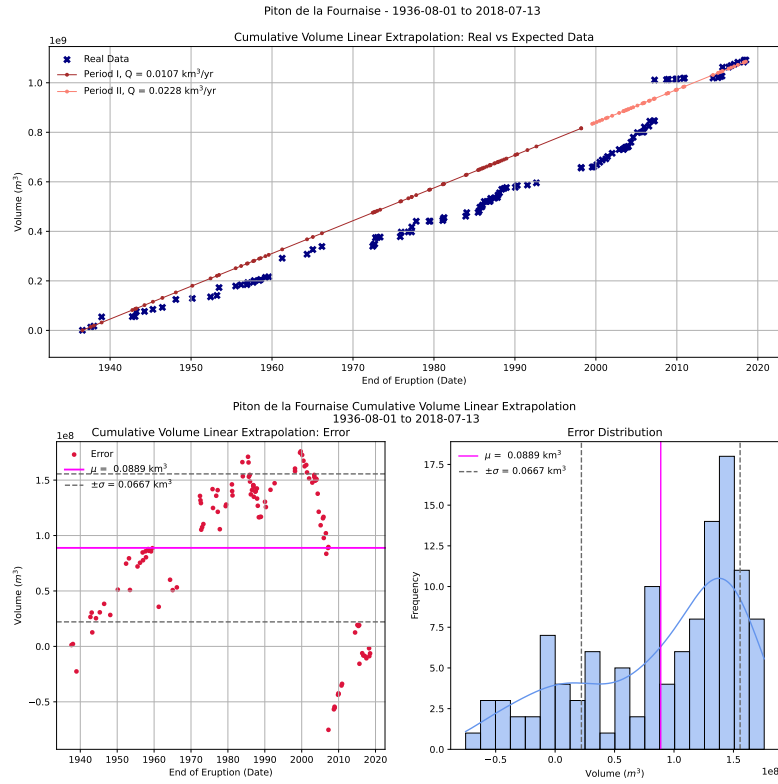 Piton de la Fournaise - 1936-08-01 to 2018-07-13
Cumulative Volume Linear Extrapolation: Real vs Expected Data
1e9
Real Data
Period I, Q = 0.0107 km³/yr
Period II, Q = 0.0228 km³/yr
Volume (m³)
1.0
0.8
0.6
0.4
0.2
0.0
1940 1950 1960 1970 1980 1990 2000 2010 2020
End of Eruption (Date)
Piton de la Fournaise Cumulative Volume Linear Extrapolation
1936-08-01 to 2018-07-13
Cumulative Volume Linear Extrapolation: Error
1e8
Error
μ = 0.0889 km³
±σ = 0.0667 km³
Volume (m³)
1.5
1.0
0.5
0.0
−0.5
1940 1950 1960 1970 1980 1990 2000 2010 2020
End of Eruption (Date)
Error Distribution
μ = 0.0889 km³
±σ = 0.0667 km³
Frequency
17.5
15.0
12.5
10.0
7.5
5.0
2.5
0.0
−0.5 0.0 0.5 1.0 1.5
Volume (m³)
1e8